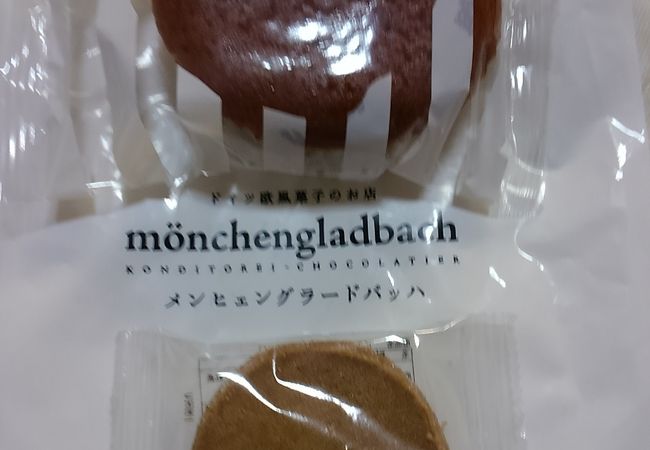 ドイツ欧風菓子のお店
mönchengladbach
KONDITOREI-CHOCOLATIER
メンヒェングラードバッハ